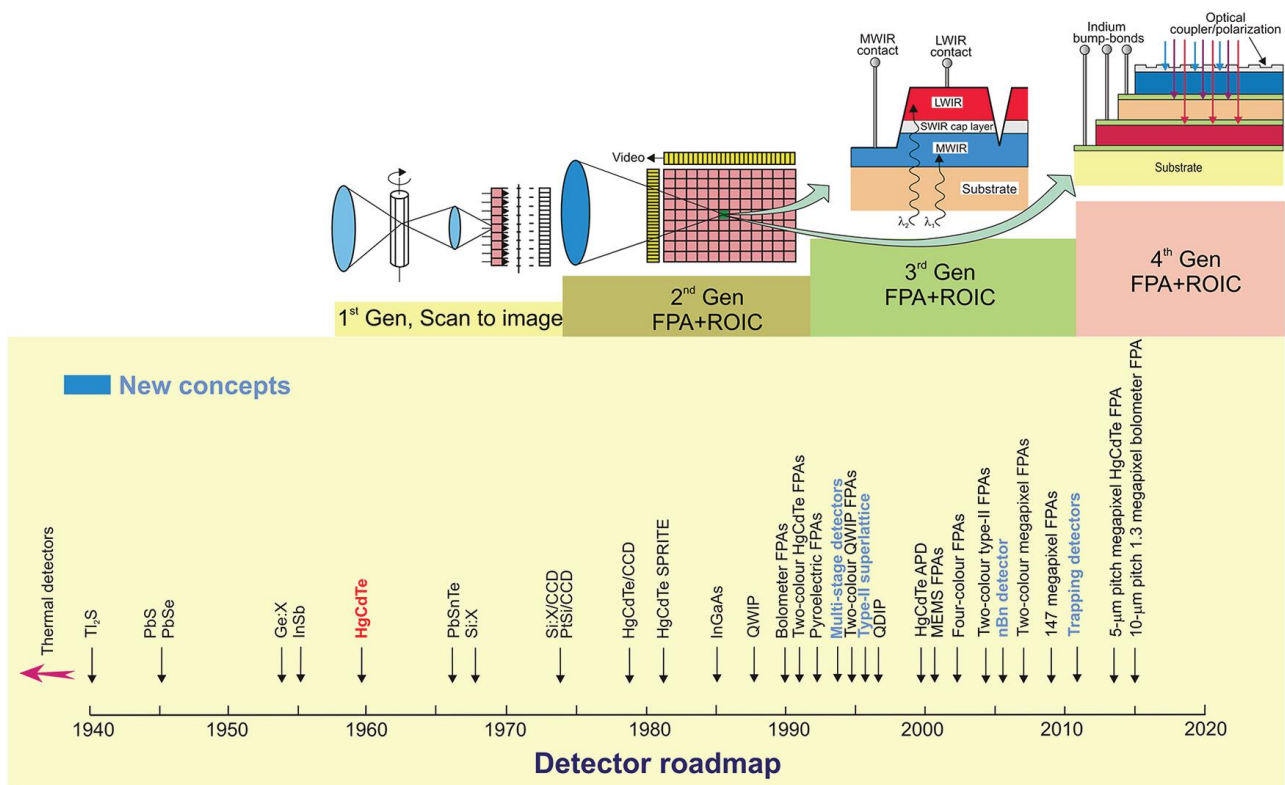 Indium
bump-bonds
Optical
coupler/polarization
MWIR
contact
LWIR
contact
LWIR
SWIR cap layer
MWIR
Substrate
λ₂ λ₁
Substrate
Video
1st Gen, Scan to image
2nd Gen
FPA+ROIC
3rd Gen
FPA+ROIC
4th Gen
FPA+ROIC
New concepts
Thermal detectors
Tl₂S
PbS
PbSe
Ge:X
InSb
HgCdTe
PbSnTe
Si:X
Si:X/CCD
PtSi/CCD
HgCdTe/CCD
HgCdTe SPRITE
InGaAs
QWIP
Bolometer FPAs
Two-colour HgCdTe FPAs
Pyroelectric FPAs
Multi-stage detectors
Two-colour QWIP FPAs
Type-II superlattice
QDIP
HgCdTe APD
MEMS FPAs
Four-colour FPAs
Two-colour type-II FPAs
nBn detector
Two-colour megapixel FPAs
147 megapixel FPAs
Trapping detectors
5-µm pitch megapixel HgCdTe FPA
10-µm pitch 1.3 megapixel bolometer FPA
1940 1950 1960 1970 1980 1990 2000 2010 2020
Detector roadmap